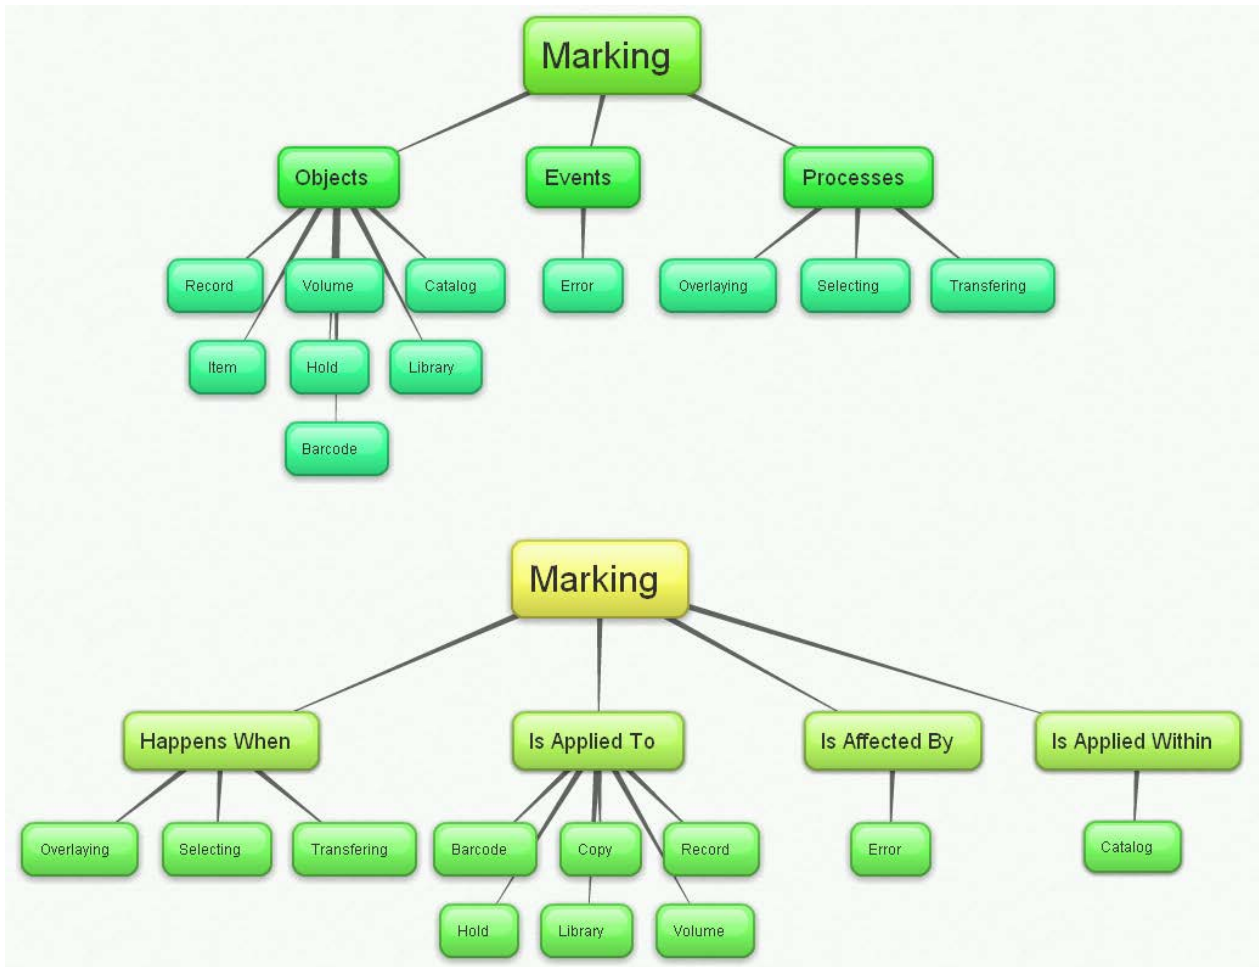 Marking
Objects
Events
Processes
Record
Volume
Catalog
Error
Overlaying
Selecting
Transfering
Item
Hold
Library
Barcode
Marking
Happens When
Is Applied To
Is Affected By
Is Applied Within
Overlaying
Selecting
Transfering
Barcode
Copy
Record
Error
Catalog
Hold
Library
Volume